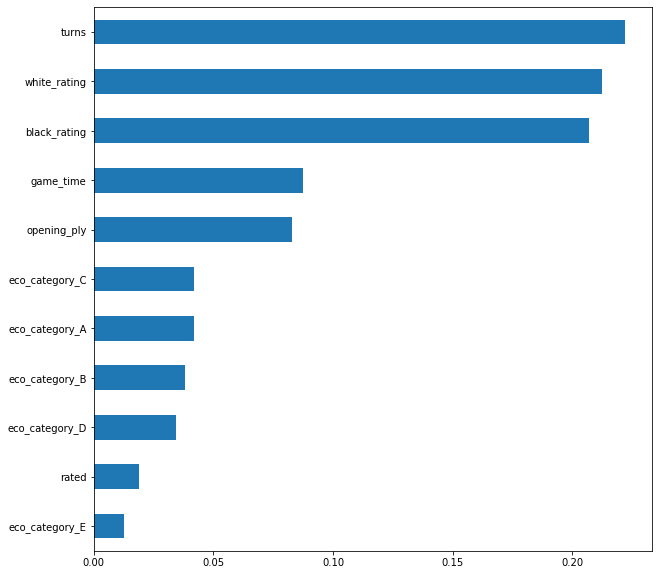 turns
white_rating
black_rating
game_time
opening_ply
eco_category_C
eco_category_A
eco_category_B
eco_category_D
rated
eco_category_E
0.00 0.05 0.10 0.15 0.20